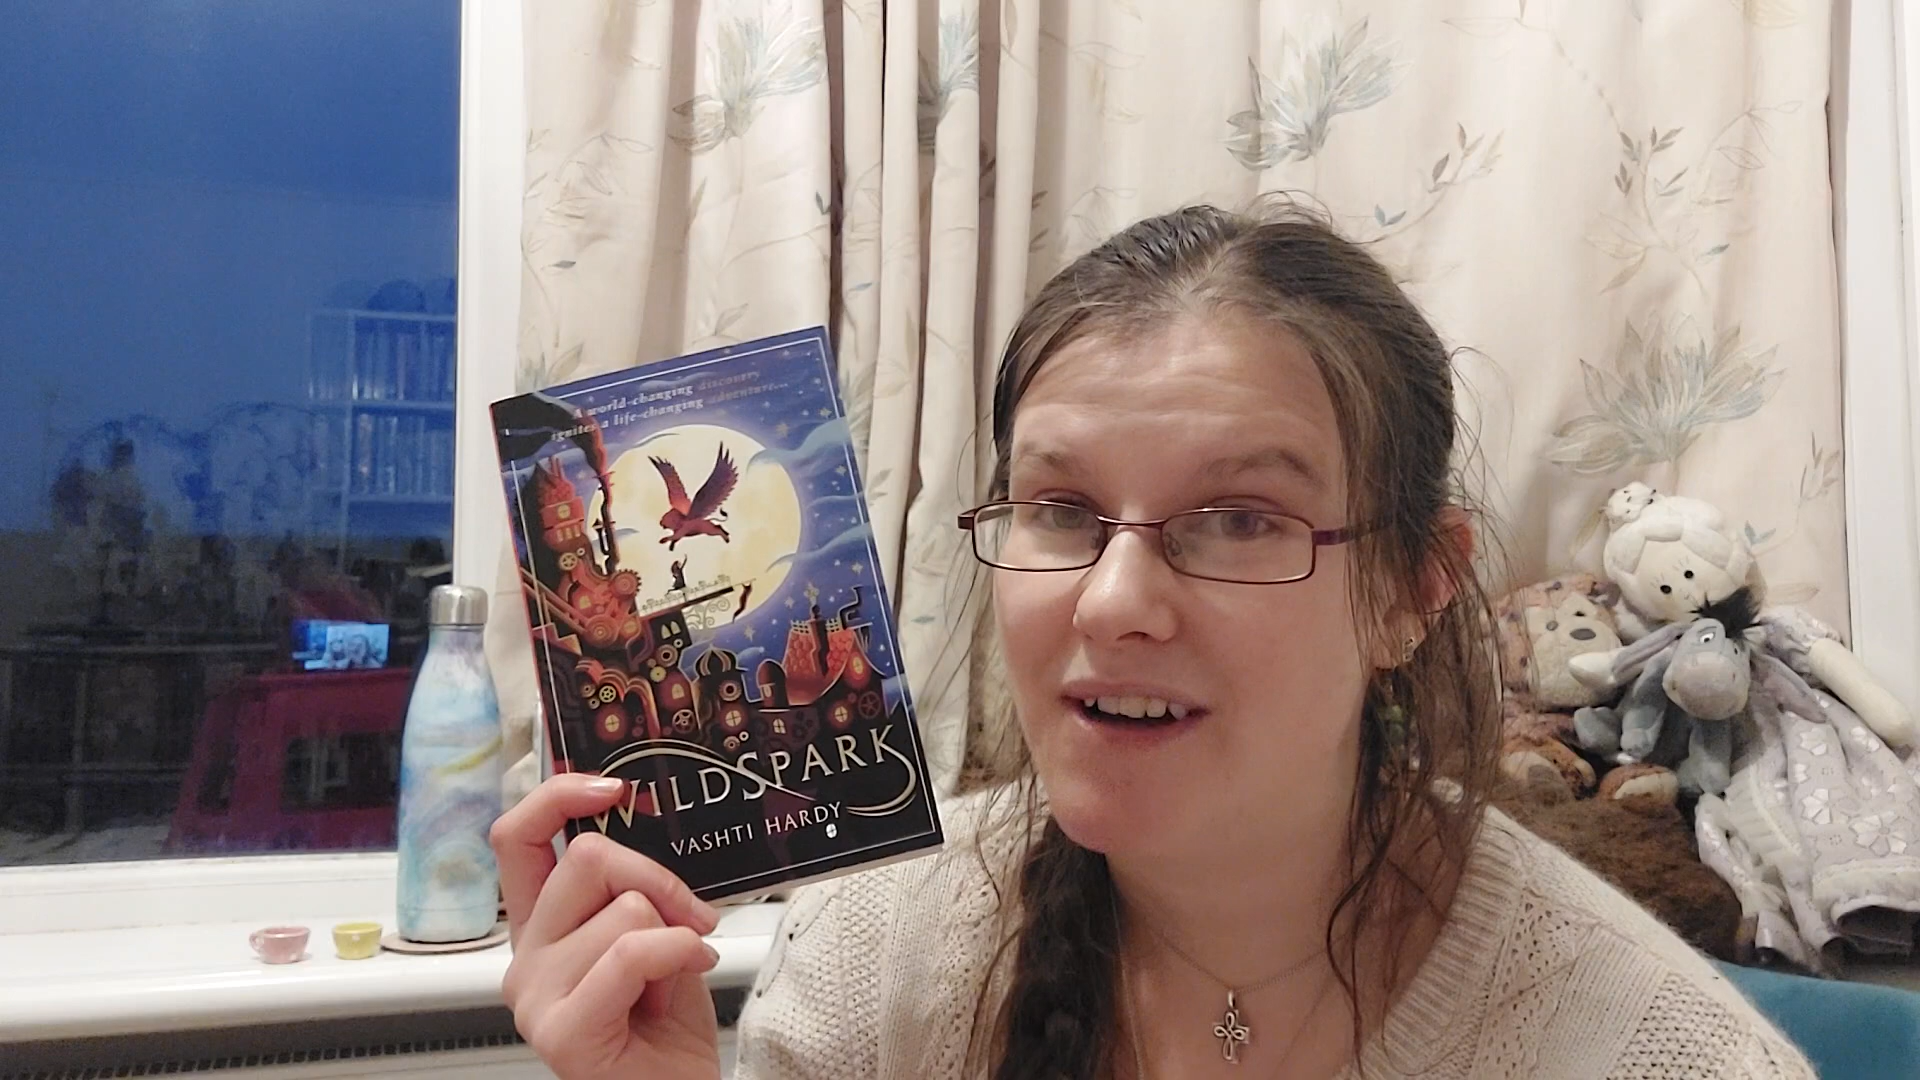 A world-changing discovery
ignites a life-changing adventure...
WILDSPARK
VASHTI HARDY